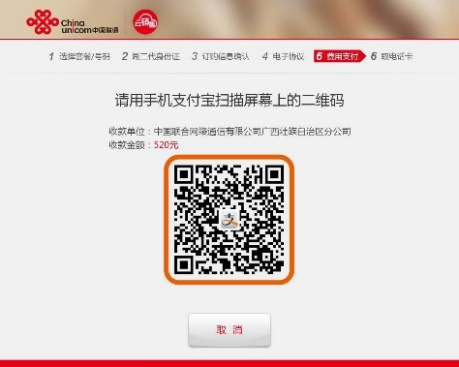 China
unicom中国联通
1 选择套餐/号码 2 刷二代身份证 3 订购信息确认 4 电子协议 5 费用支付 6 取电话卡
请用手机支付宝扫描屏幕上的二维码
收款单位：中国联合网络通信有限公司广西壮族自治区分公司
收款金额：520元
支
取 消